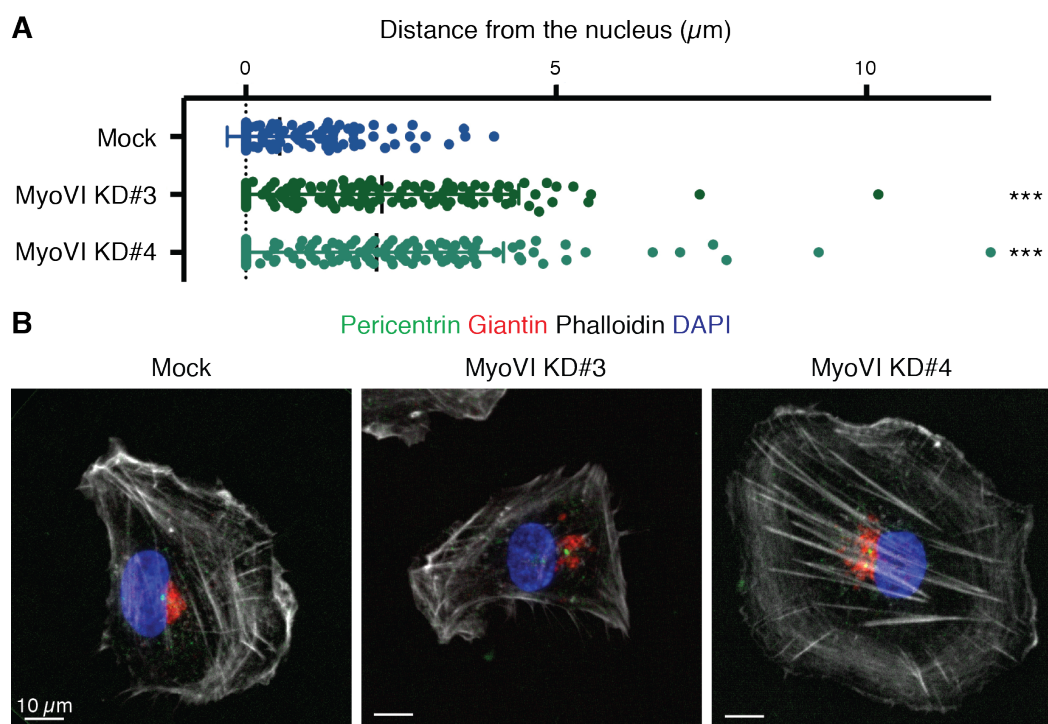 A
Distance from the nucleus (µm)
0 5 10
Mock
MyoVI KD#3 ***
MyoVI KD#4 ***
B
Pericentrin Giantin Phalloidin DAPI
Mock MyoVI KD#3 MyoVI KD#4
10 µm